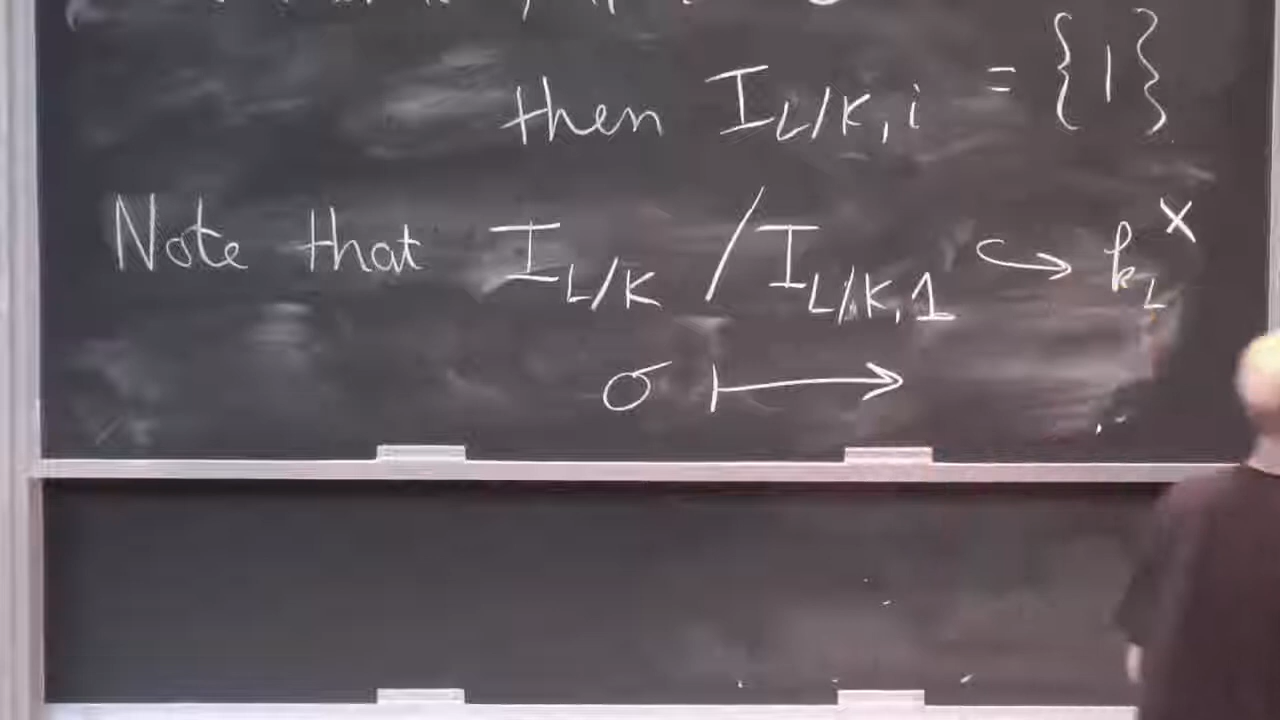 then I_{L/K,i} = {1}
Note that I_{L/K} / I_{L/K,1} ↪ k_L^×
σ ↦